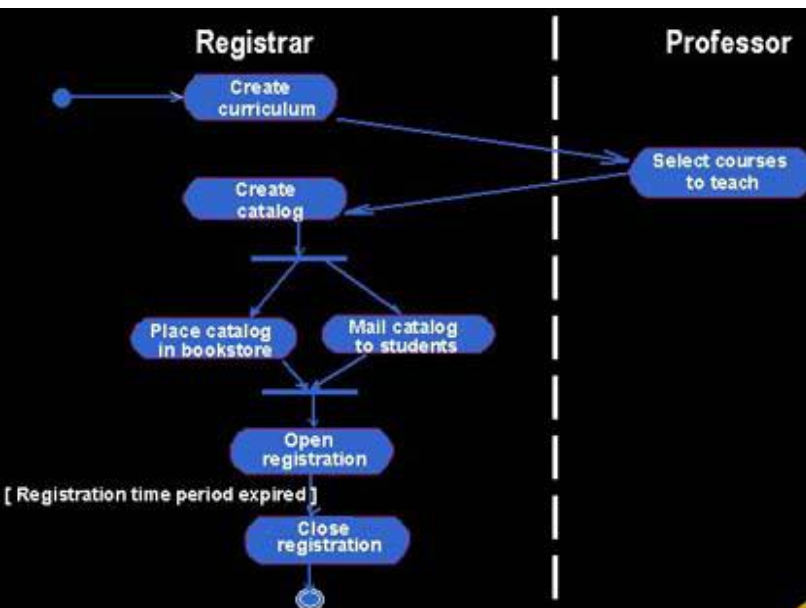 Registrar
Professor
Create
curriculum
Select courses
to teach
Create
catalog
Place catalog
in bookstore
Mail catalog
to students
Open
registration
[ Registration time period expired ]
Close
registration